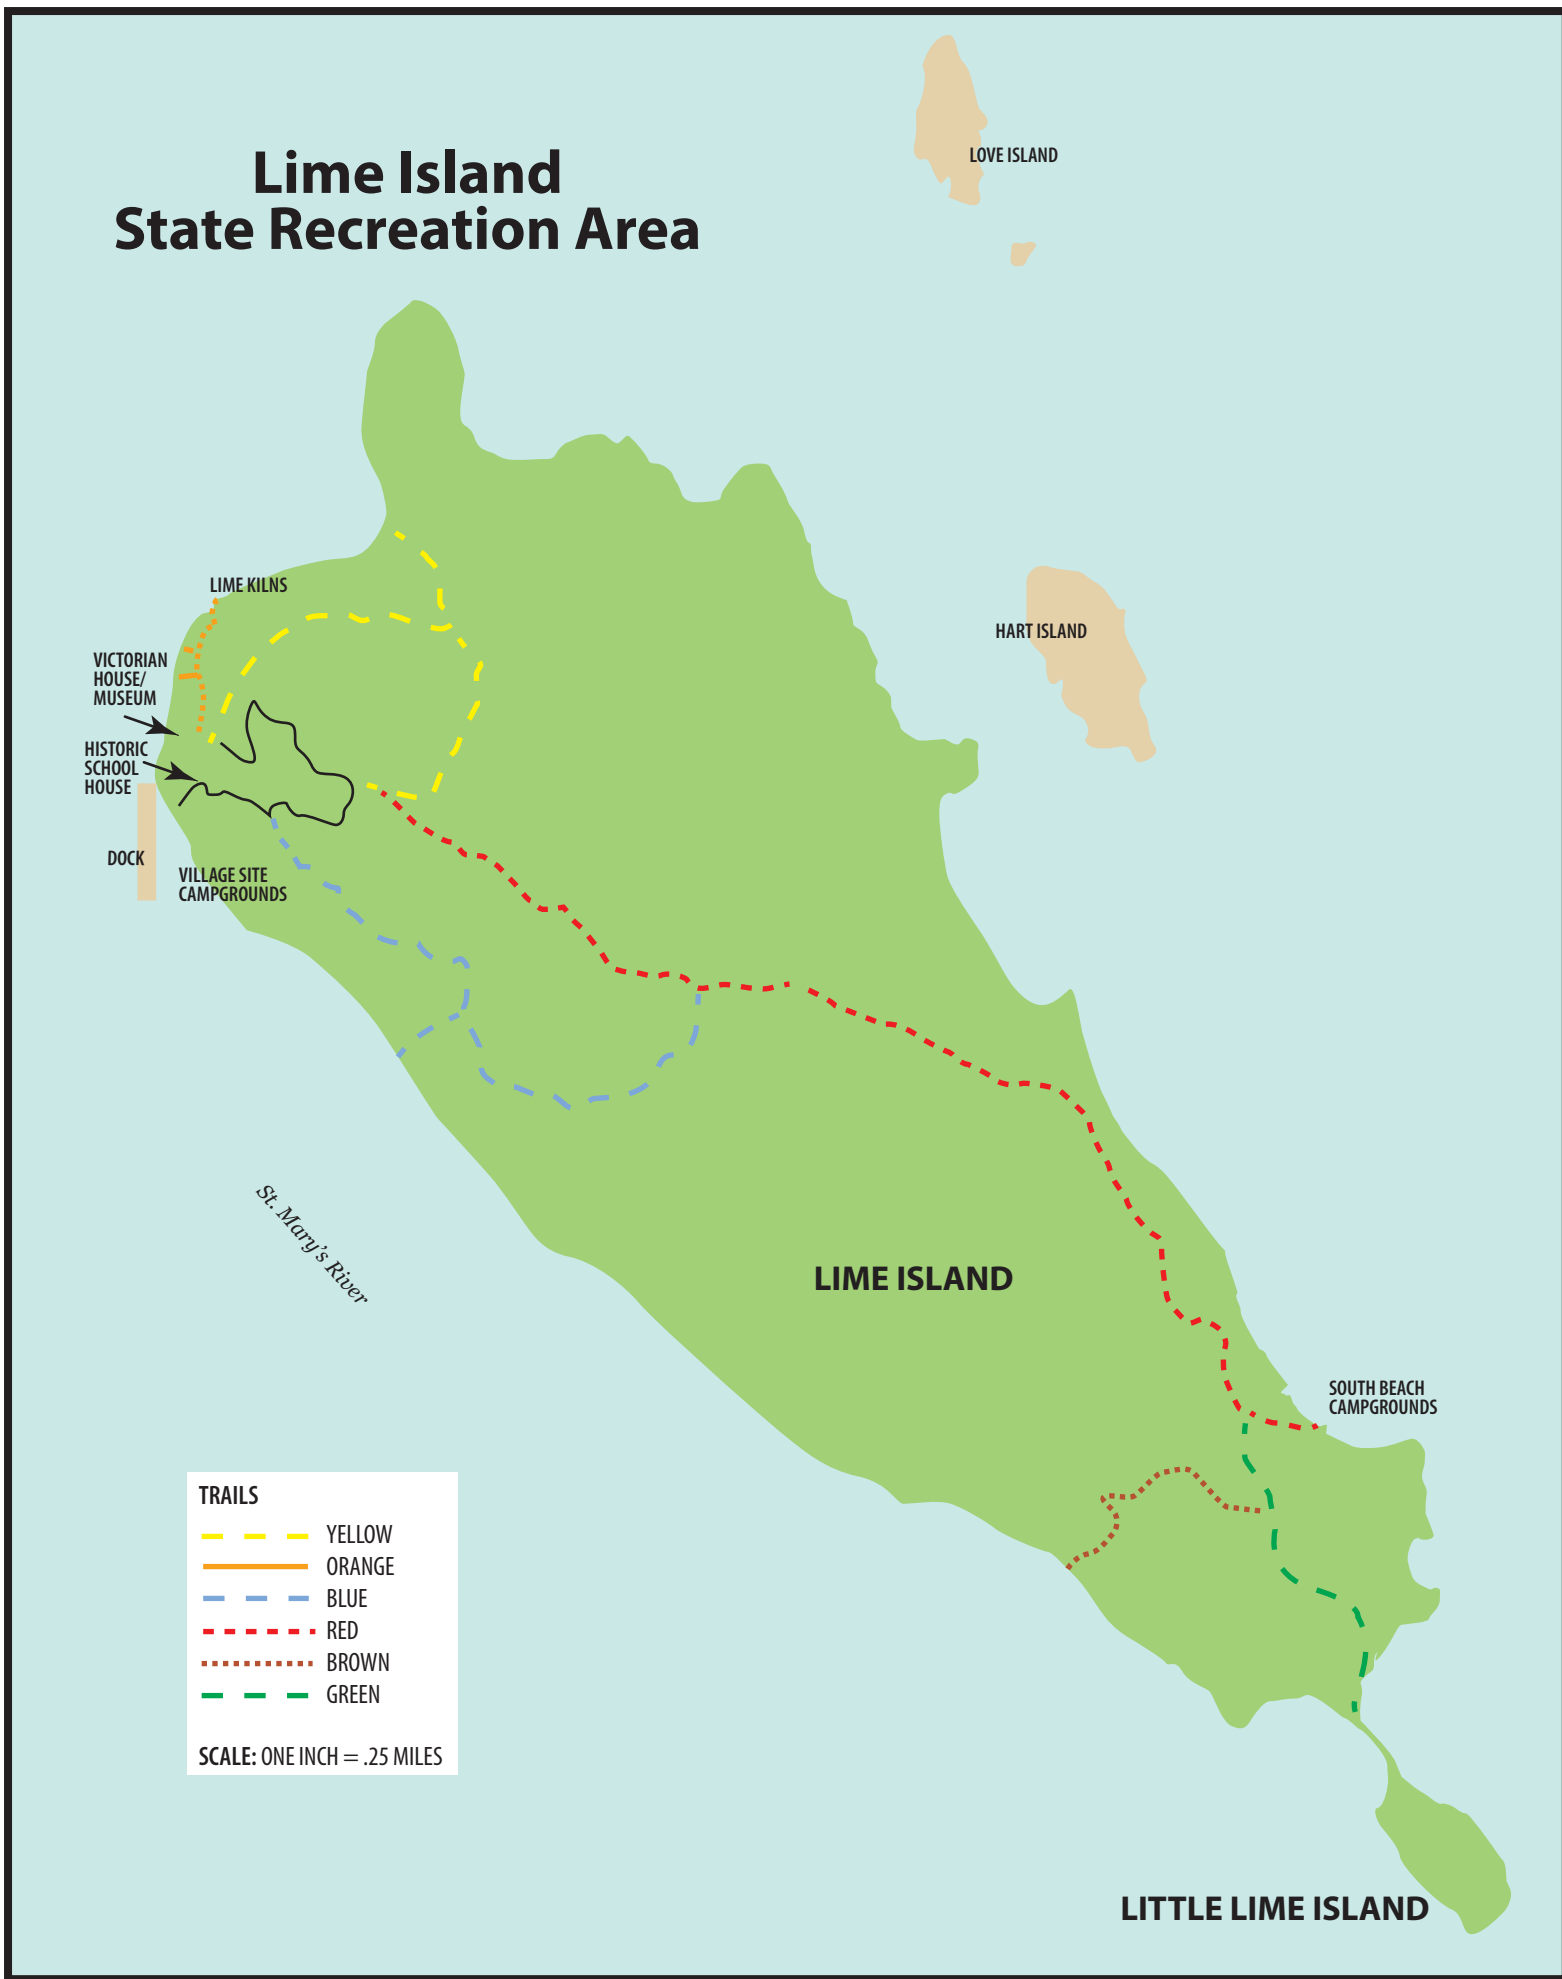 Lime Island
State Recreation Area
LOVE ISLAND
LIME KILNS
HART ISLAND
VICTORIAN
HOUSE/
MUSEUM
HISTORIC
SCHOOL
HOUSE
DOCK
VILLAGE SITE
CAMPGROUNDS
St. Mary's River
LIME ISLAND
SOUTH BEACH
CAMPGROUNDS
TRAILS
YELLOW
ORANGE
BLUE
RED
BROWN
GREEN
SCALE: ONE INCH = .25 MILES
LITTLE LIME ISLAND